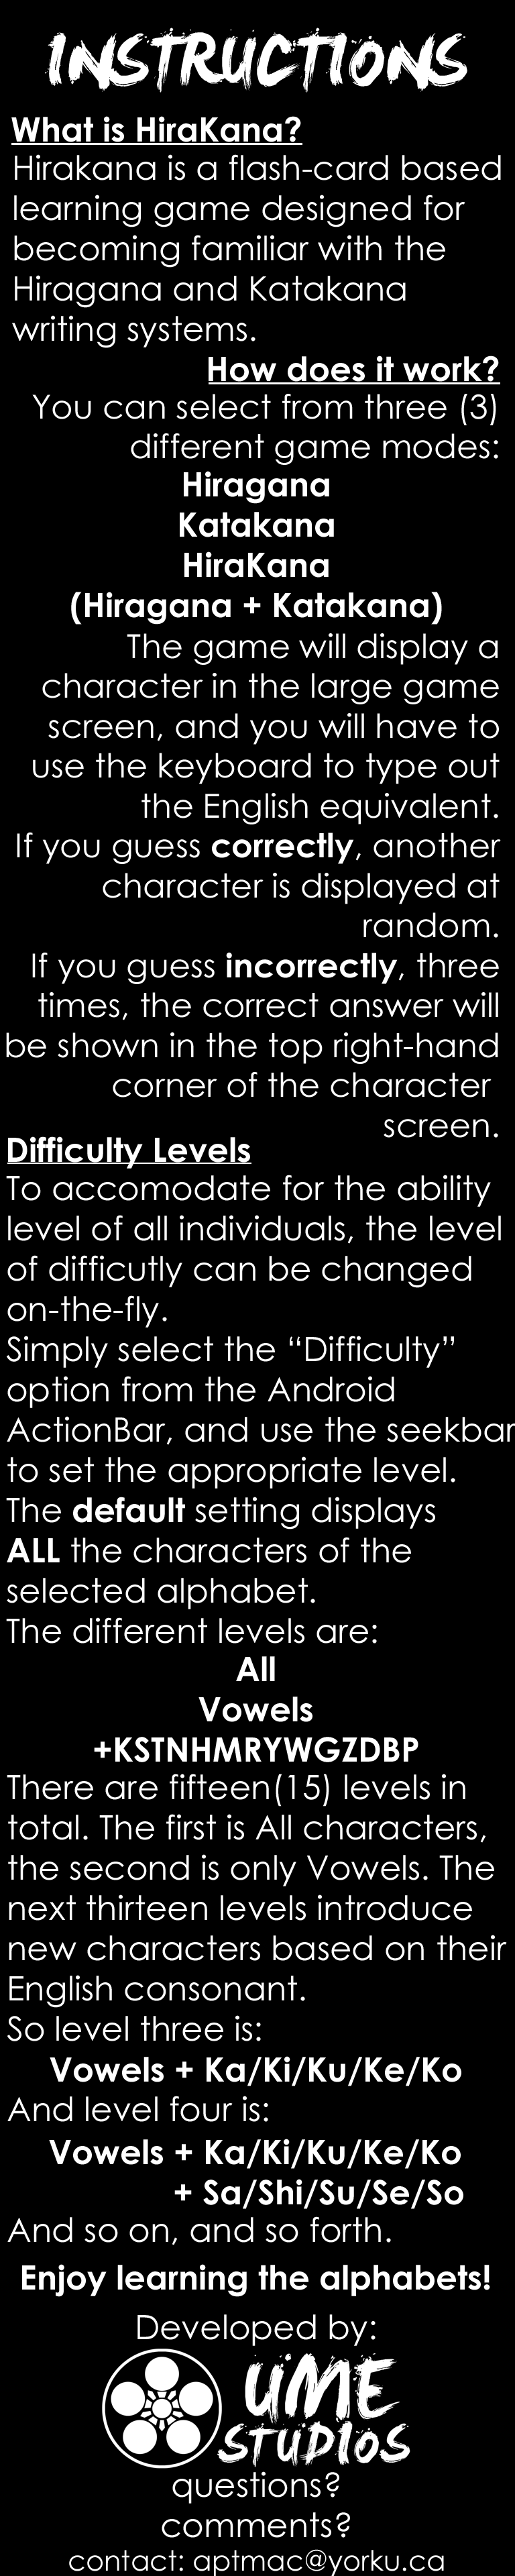 INSTRUCTIONS
What is HiraKana?
Hirakana is a flash-card based
learning game designed for
becoming familiar with the
Hiragana and Katakana
writing systems.
How does it work?
You can select from three (3)
different game modes:
Hiragana
Katakana
HiraKana
(Hiragana + Katakana)
The game will display a
character in the large game
screen, and you will have to
use the keyboard to type out
the English equivalent.
If you guess correctly, another
character is displayed at
random.
If you guess incorrectly, three
times, the correct answer will
be shown in the top right-hand
corner of the character
screen.
Difficulty Levels
To accomodate for the ability
level of all individuals, the level
of difficutly can be changed
on-the-fly.
Simply select the “Difficulty”
option from the Android
ActionBar, and use the seekbar
to set the appropriate level.
The default setting displays
ALL the characters of the
selected alphabet.
The different levels are:
All
Vowels
+KSTNHMRYWGZDBP
There are fifteen(15) levels in
total. The first is All characters,
the second is only Vowels. The
next thirteen levels introduce
new characters based on their
English consonant.
So level three is:
Vowels + Ka/Ki/Ku/Ke/Ko
And level four is:
Vowels + Ka/Ki/Ku/Ke/Ko
+ Sa/Shi/Su/Se/So
And so on, and so forth.
Enjoy learning the alphabets!
Developed by:
UME
STUDIOS
questions?
comments?
contact: aptmac@yorku.ca